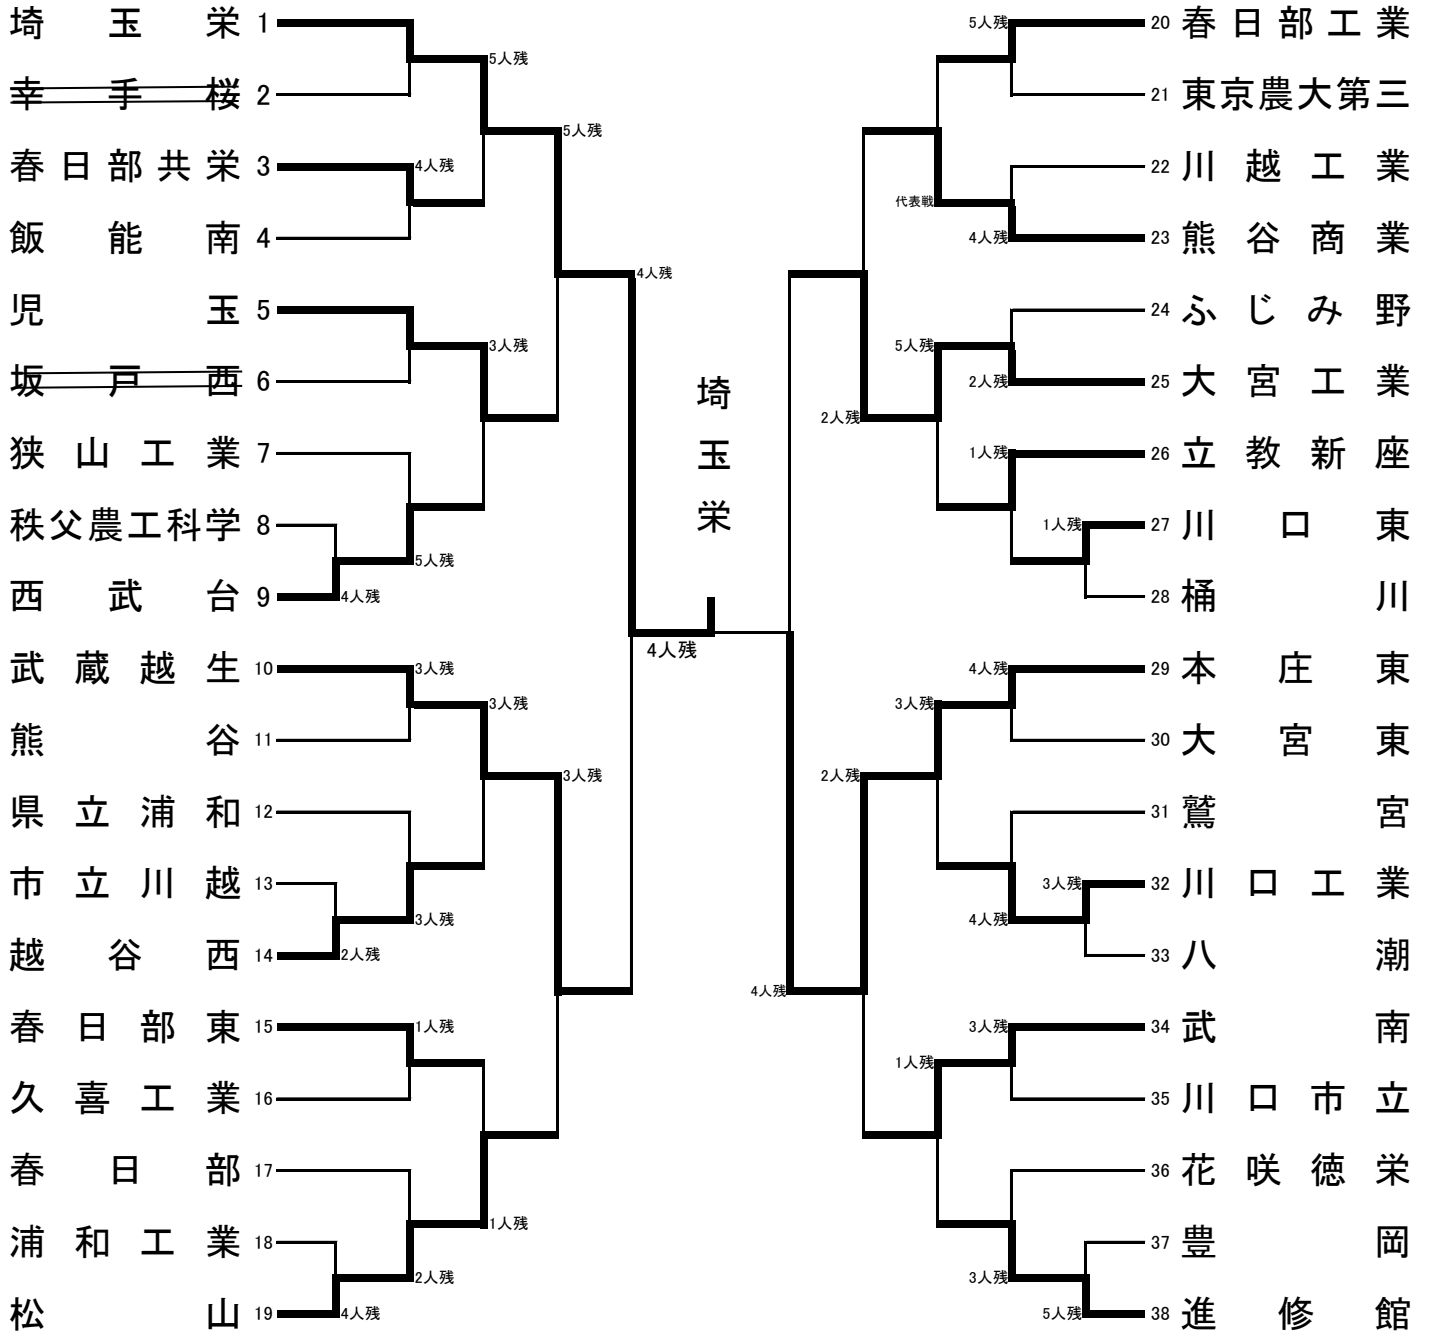 埼玉栄 1
5人残
幸手桜 2
5人残
春日部共栄 3
4人残
飯能南 4
4人残
児玉 5
3人残
坂戸西 6
狭山工業 7
秩父農工科学 8
5人残
西武台 9
4人残
武蔵越生 10
3人残
熊谷 11
3人残
県立浦和 12
3人残
市立川越 13
3人残
越谷西 14
2人残
春日部東 15
1人残
久喜工業 16
春日部 17
1人残
浦和工業 18
2人残
松山 19
4人残
埼玉栄
4人残
5人残
20 春日部工業
21 東京農大第三
22 川越工業
代表戦
4人残
23 熊谷商業
24 ふじみ野
5人残
2人残
25 大宮工業
2人残
1人残
26 立教新座
1人残
27 川口東
28 桶川
4人残
29 本庄東
3人残
30 大宮東
2人残
31 鷲宮
3人残
32 川口工業
4人残
33 八潮
4人残
3人残
34 武南
1人残
35 川口市立
36 花咲徳栄
37 豊岡
3人残
5人残
38 進修館